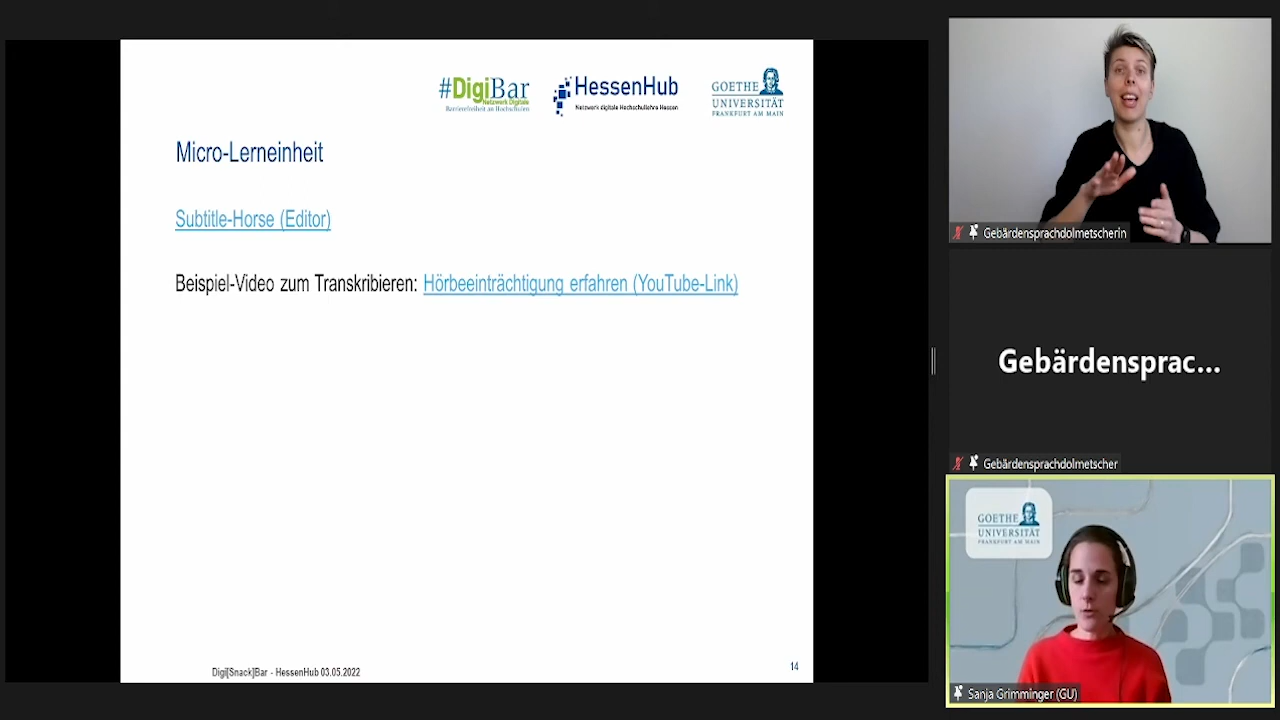 #DigiBar
Netzwerk Digitale
Barrierefreiheit an Hochschulen
HessenHub
Netzwerk digitale Hochschullehre Hessen
GOETHE
UNIVERSITÄT
FRANKFURT AM MAIN
Micro-Lerneinheit
Subtitle-Horse (Editor)
Beispiel-Video zum Transkribieren: Hörbeeinträchtigung erfahren (YouTube-Link)
Digi[Snack]Bar - HessenHub 03.05.2022
14
Gebärdensprachdolmetscherin
Gebärdensprac...
Gebärdensprachdolmetscher
GOETHE
UNIVERSITÄT
FRANKFURT AM MAIN
Sanja Grimminger (GU)